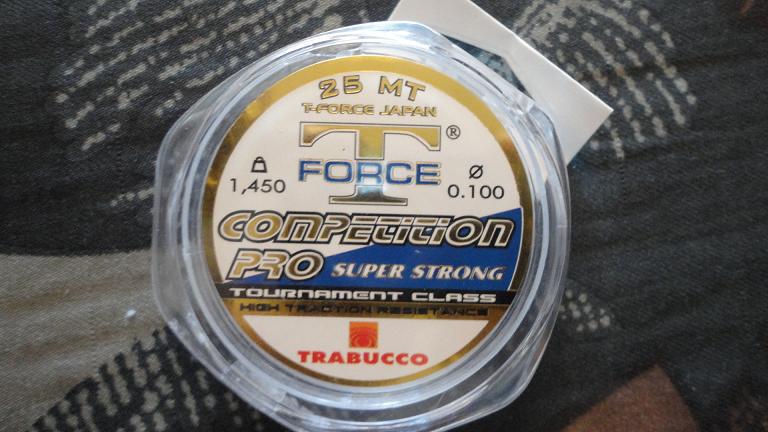 25 MT
T-FORCE JAPAN
T®
FORCE
1,450
Ø
0.100
COMPETITION
PRO SUPER STRONG
TOURNAMENT CLASS
HIGH TRACTION RESISTANCE
TRABUCCO